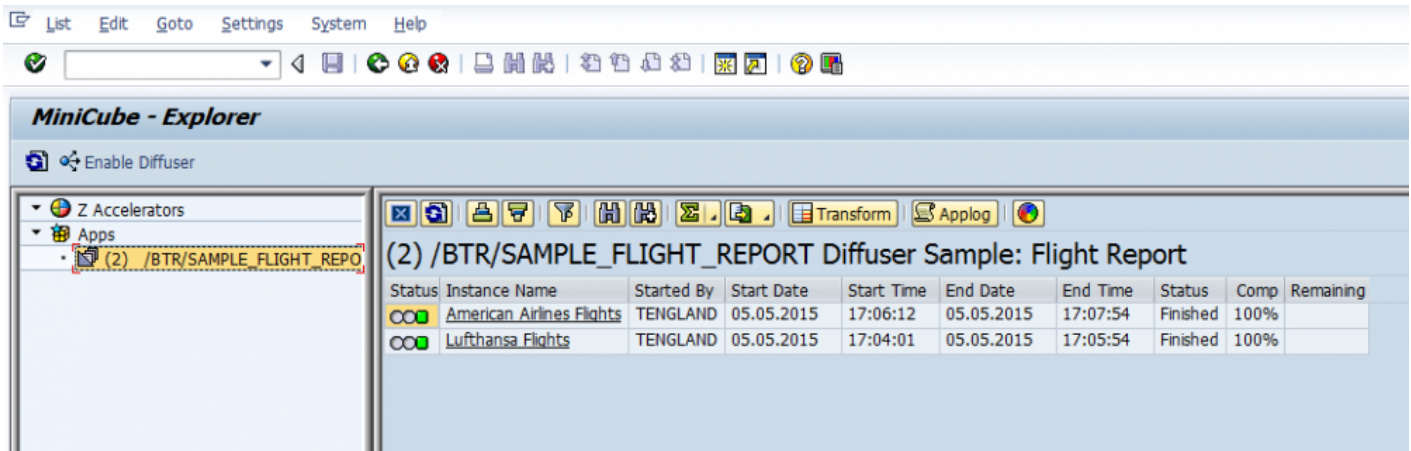 List Edit Goto Settings System Help
MiniCube - Explorer
Enable Diffuser
Z Accelerators
Apps
(2) /BTR/SAMPLE_FLIGHT_REPO
Transform Applog
(2) /BTR/SAMPLE_FLIGHT_REPORT Diffuser Sample: Flight Report
Status Instance Name Started By Start Date Start Time End Date End Time Status Comp Remaining
American Airlines Flights TENGLAND 05.05.2015 17:06:12 05.05.2015 17:07:54 Finished 100%
Lufthansa Flights TENGLAND 05.05.2015 17:04:01 05.05.2015 17:05:54 Finished 100%